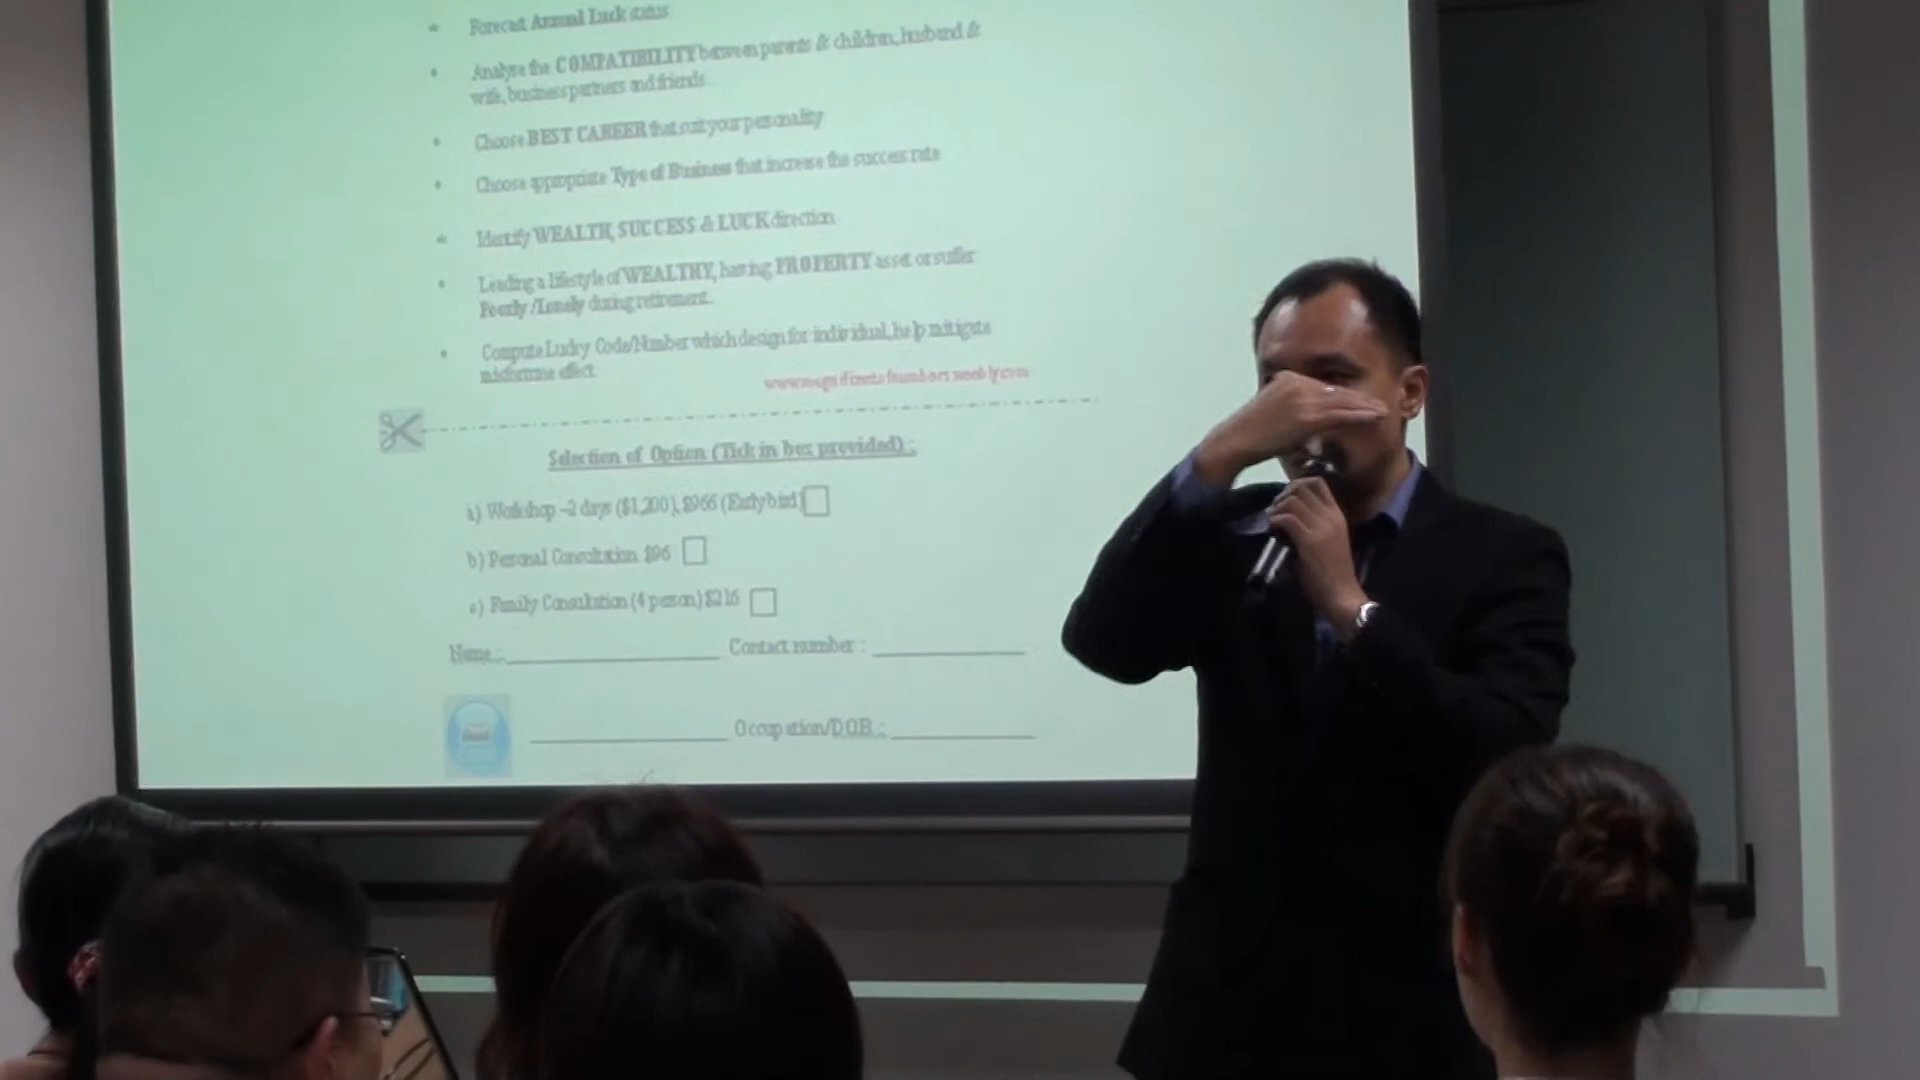 Forecast Annual Luck status
Analyse the COMPATIBILITY between parents & children, husband &
wife, business partners and friends.
Choose BEST CAREER that suit your personality
Choose appropriate Type of Business that increase the success rate
Identify WEALTH, SUCCESS & LUCK direction
Leading a lifestyle of WEALTHY, having PROPERTY asset or suffer
Poorly /Lonely during retirement.
Compute Lucky Code/Number which design for individual, help mitigate
misfortune effect.
Selection of Option (Tick in box provided) :
a) Workshop –2 days ($1,200), $966 (Early bird)
b) Personal Consultation $96
c) Family Consultation (4 person) $216
Name : Contact number :
Occupation/D.O.B. :